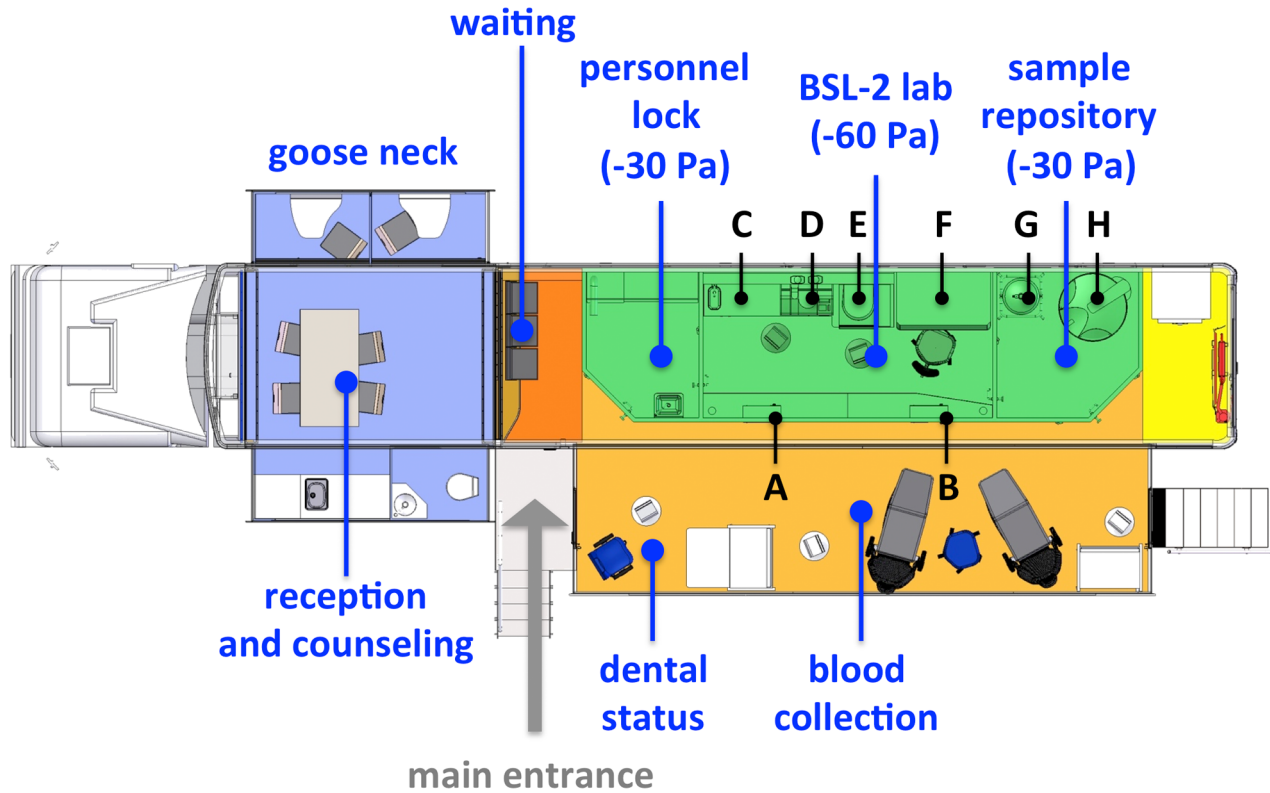 waiting
personnel
lock
(-30 Pa)
BSL-2 lab
(-60 Pa)
sample
repository
(-30 Pa)
goose neck
C
D
E
F
G
H
A
B
reception
and counseling
dental
status
blood
collection
main entrance